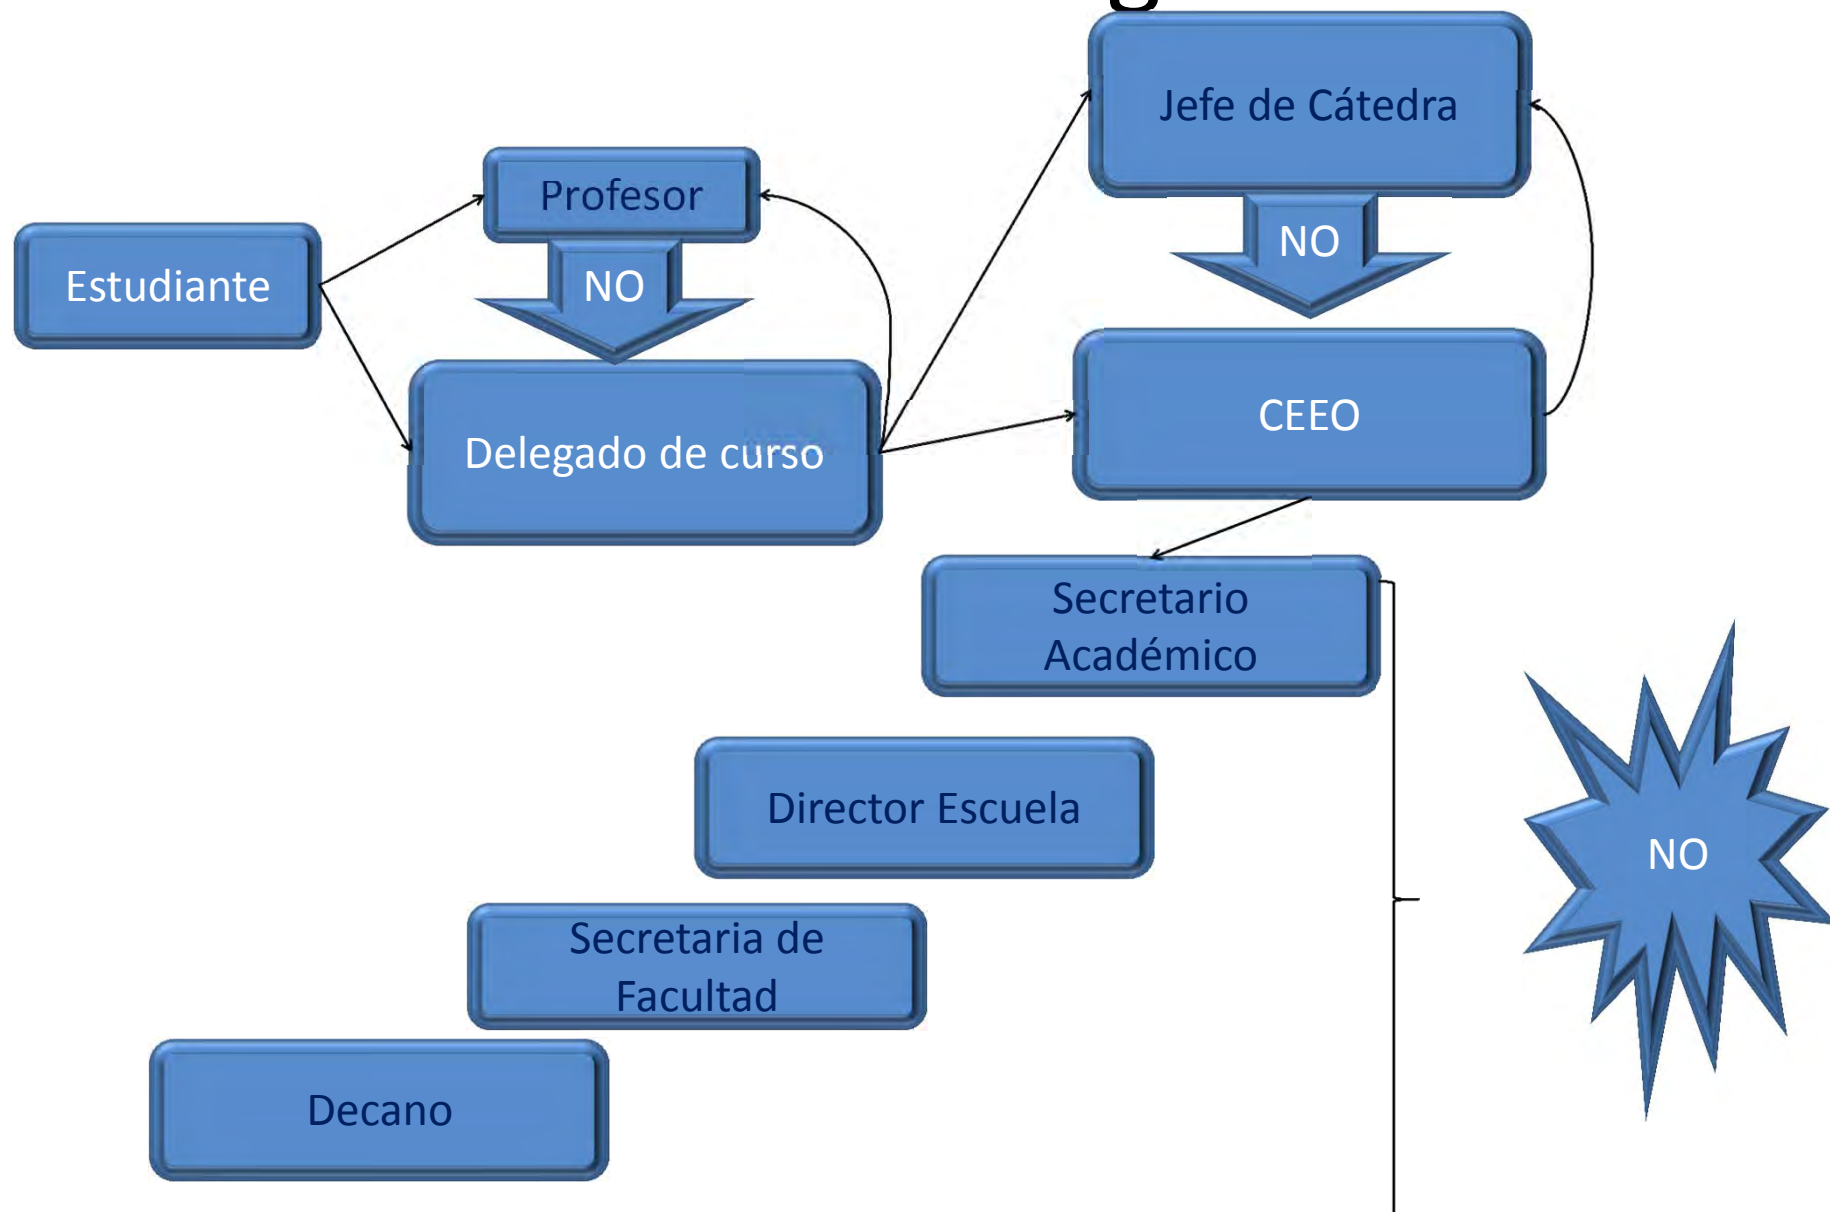 Jefe de Cátedra
Profesor
NO
Estudiante
NO
CEEO
Delegado de curso
Secretario
Académico
Director Escuela
NO
Secretaria de
Facultad
Decano